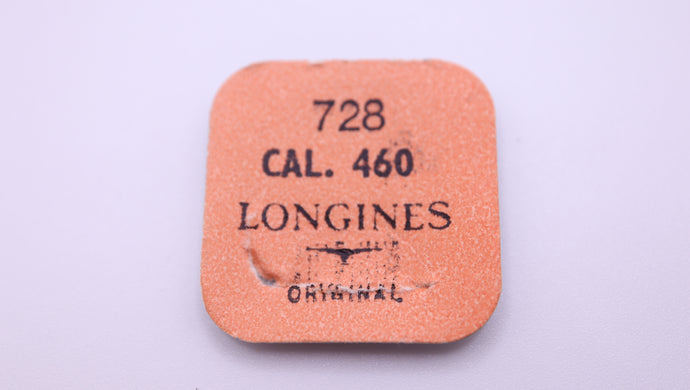 728
CAL. 460
LONGINES
ORIGINAL